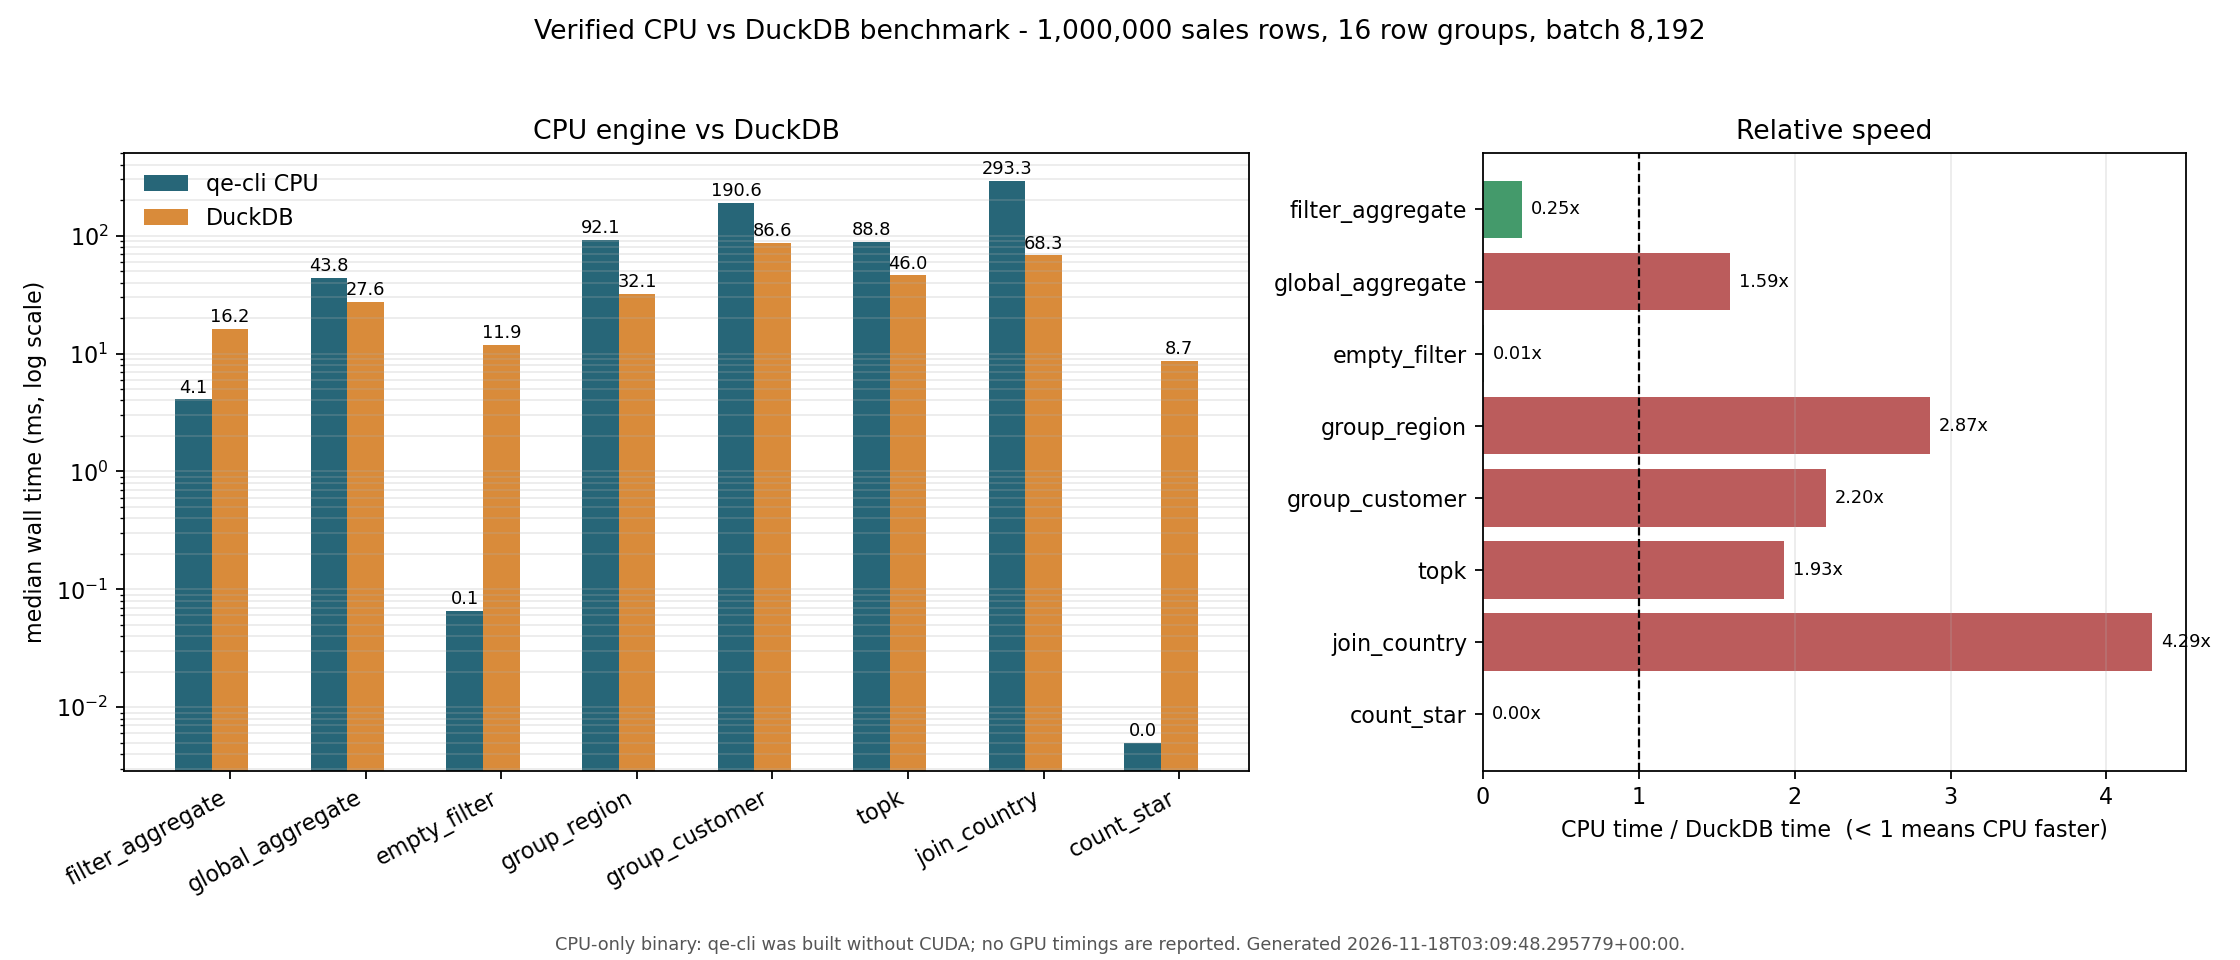 Verified CPU vs DuckDB benchmark - 1,000,000 sales rows, 16 row groups, batch 8,192
CPU engine vs DuckDB
qe-cli CPU
DuckDB
median wall time (ms, log scale)
10²
10¹
10⁰
10⁻¹
10⁻²
4.1
16.2
43.8
27.6
0.1
11.9
92.1
32.1
190.6
86.6
88.8
46.0
293.3
68.3
0.0
8.7
filter_aggregate
global_aggregate
empty_filter
group_region
group_customer
topk
join_country
count_star
Relative speed
filter_aggregate 0.25x
global_aggregate 1.59x
empty_filter 0.01x
group_region 2.87x
group_customer 2.20x
topk 1.93x
join_country 4.29x
count_star 0.00x
0 1 2 3 4
CPU time / DuckDB time (< 1 means CPU faster)
CPU-only binary: qe-cli was built without CUDA; no GPU timings are reported. Generated 2026-11-18T03:09:48.295779+00:00.